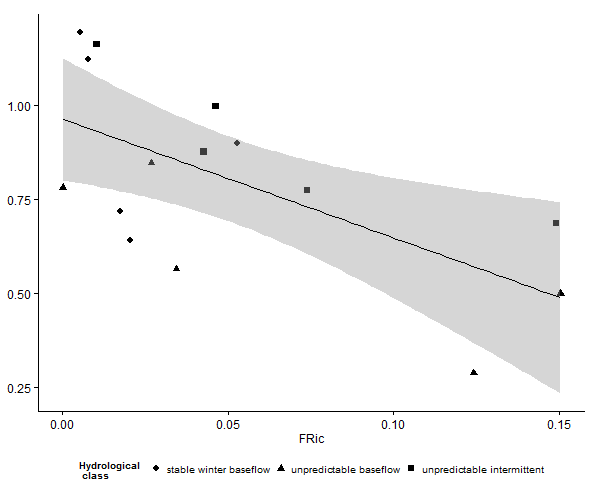 1.00
0.75
0.50
0.25
0.00 0.05 0.10 0.15
FRic
Hydrological
class
stable winter baseflow unpredictable baseflow unpredictable intermittent